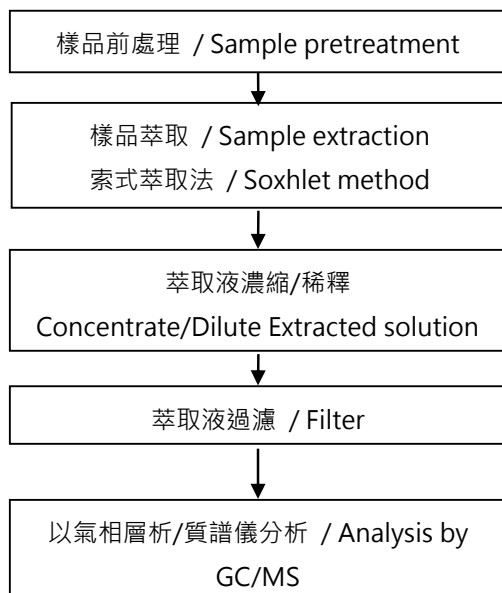 樣品前處理 / Sample pretreatment
樣品萃取 / Sample extraction
索式萃取法 / Soxhlet method
萃取液濃縮/稀釋
Concentrate/Dilute Extracted solution
萃取液過濾 / Filter
以氣相層析/質譜儀分析 / Analysis by
GC/MS